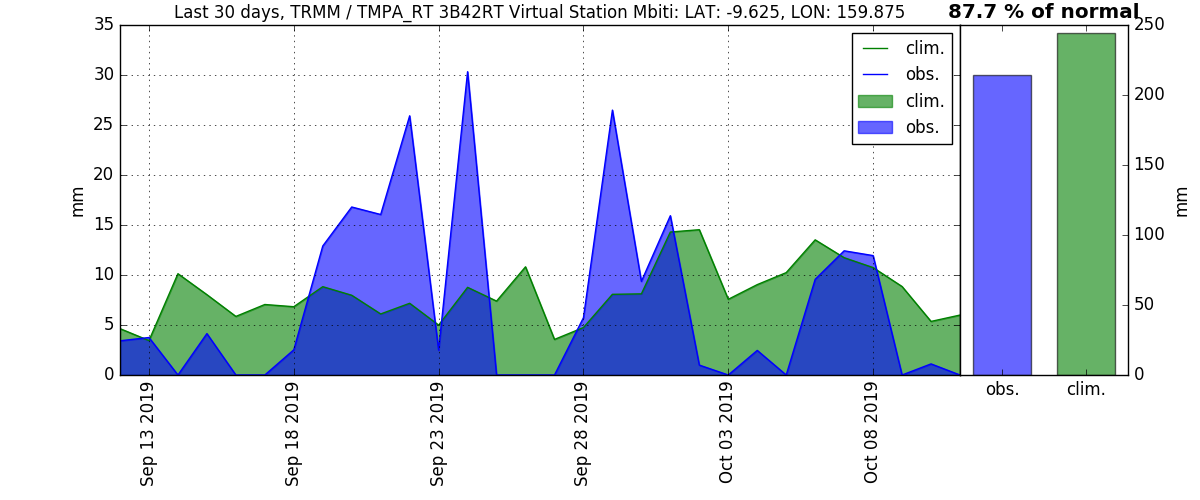 Last 30 days, TRMM / TMPA_RT 3B42RT Virtual Station Mbiti: LAT: -9.625, LON: 159.875
87.7 % of normal
35
30
25
20
15
10
5
0
mm
clim.
obs.
clim.
obs.
Sep 13 2019
Sep 18 2019
Sep 23 2019
Sep 28 2019
Oct 03 2019
Oct 08 2019
250
200
150
100
50
0
mm
obs.
clim.